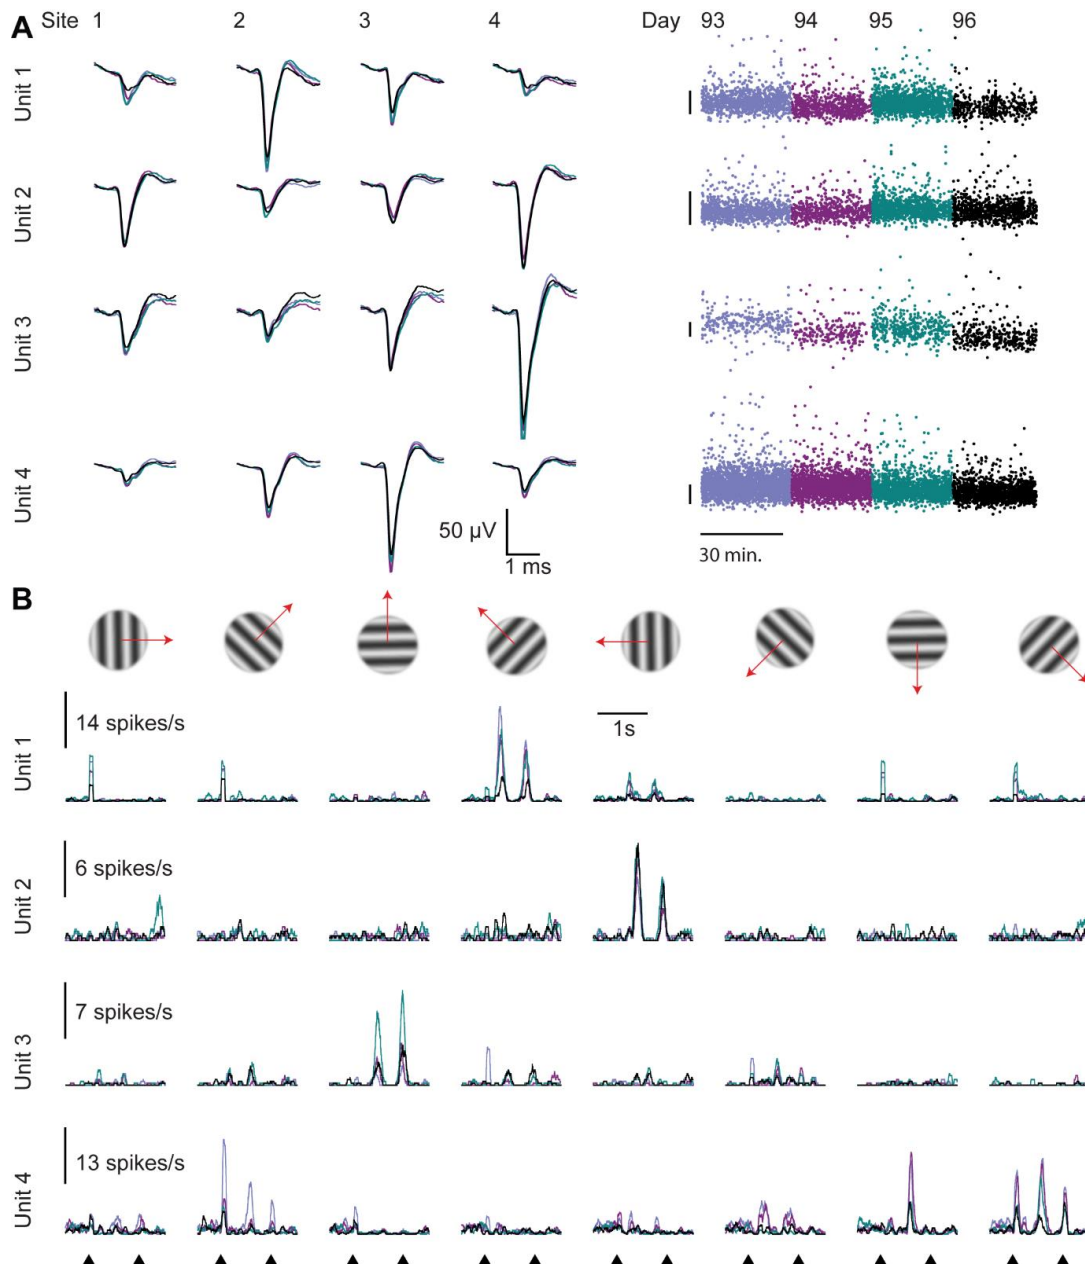 A Site 1 2 3 4 Day 93 94 95 96
Unit 1
Unit 2
Unit 3
Unit 4
50 µV
1 ms
30 min.
B
14 spikes/s
1s
Unit 1
6 spikes/s
Unit 2
7 spikes/s
Unit 3
13 spikes/s
Unit 4